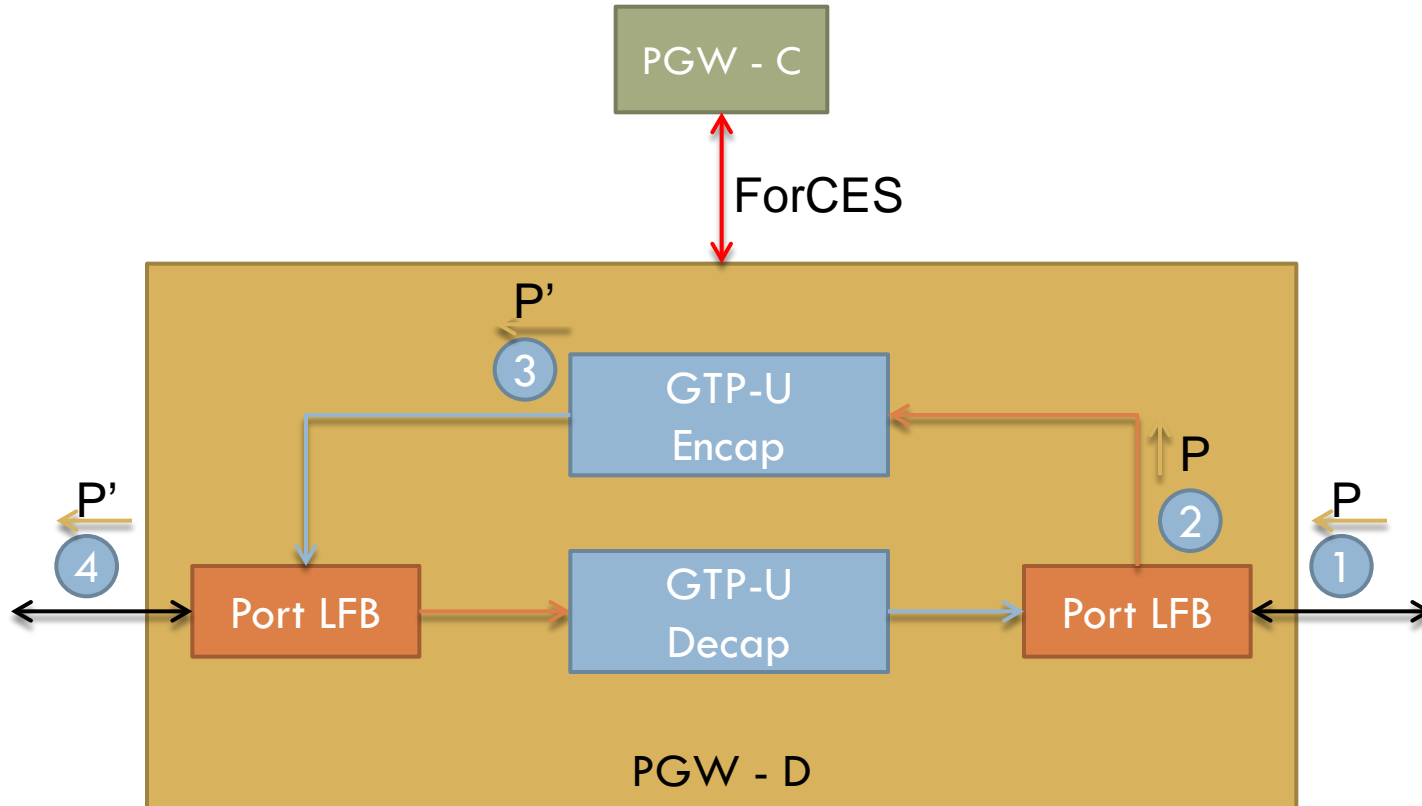 PGW - C
ForCES
P’
3
GTP-U
Encap
P
2
P’
4
P
1
Port LFB
GTP-U
Decap
Port LFB
PGW - D